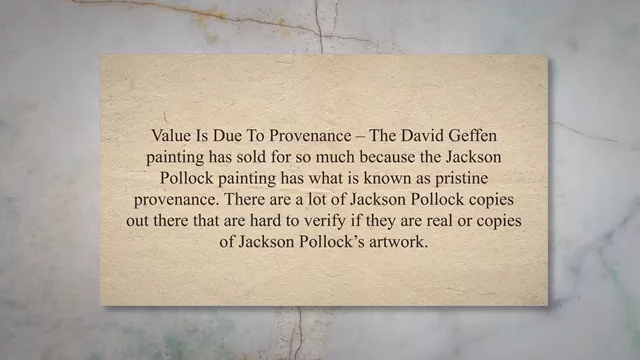 Value Is Due To Provenance – The David Geffen
painting has sold for so much because the Jackson
Pollock painting has what is known as pristine
provenance. There are a lot of Jackson Pollock copies
out there that are hard to verify if they are real or copies
of Jackson Pollock’s artwork.